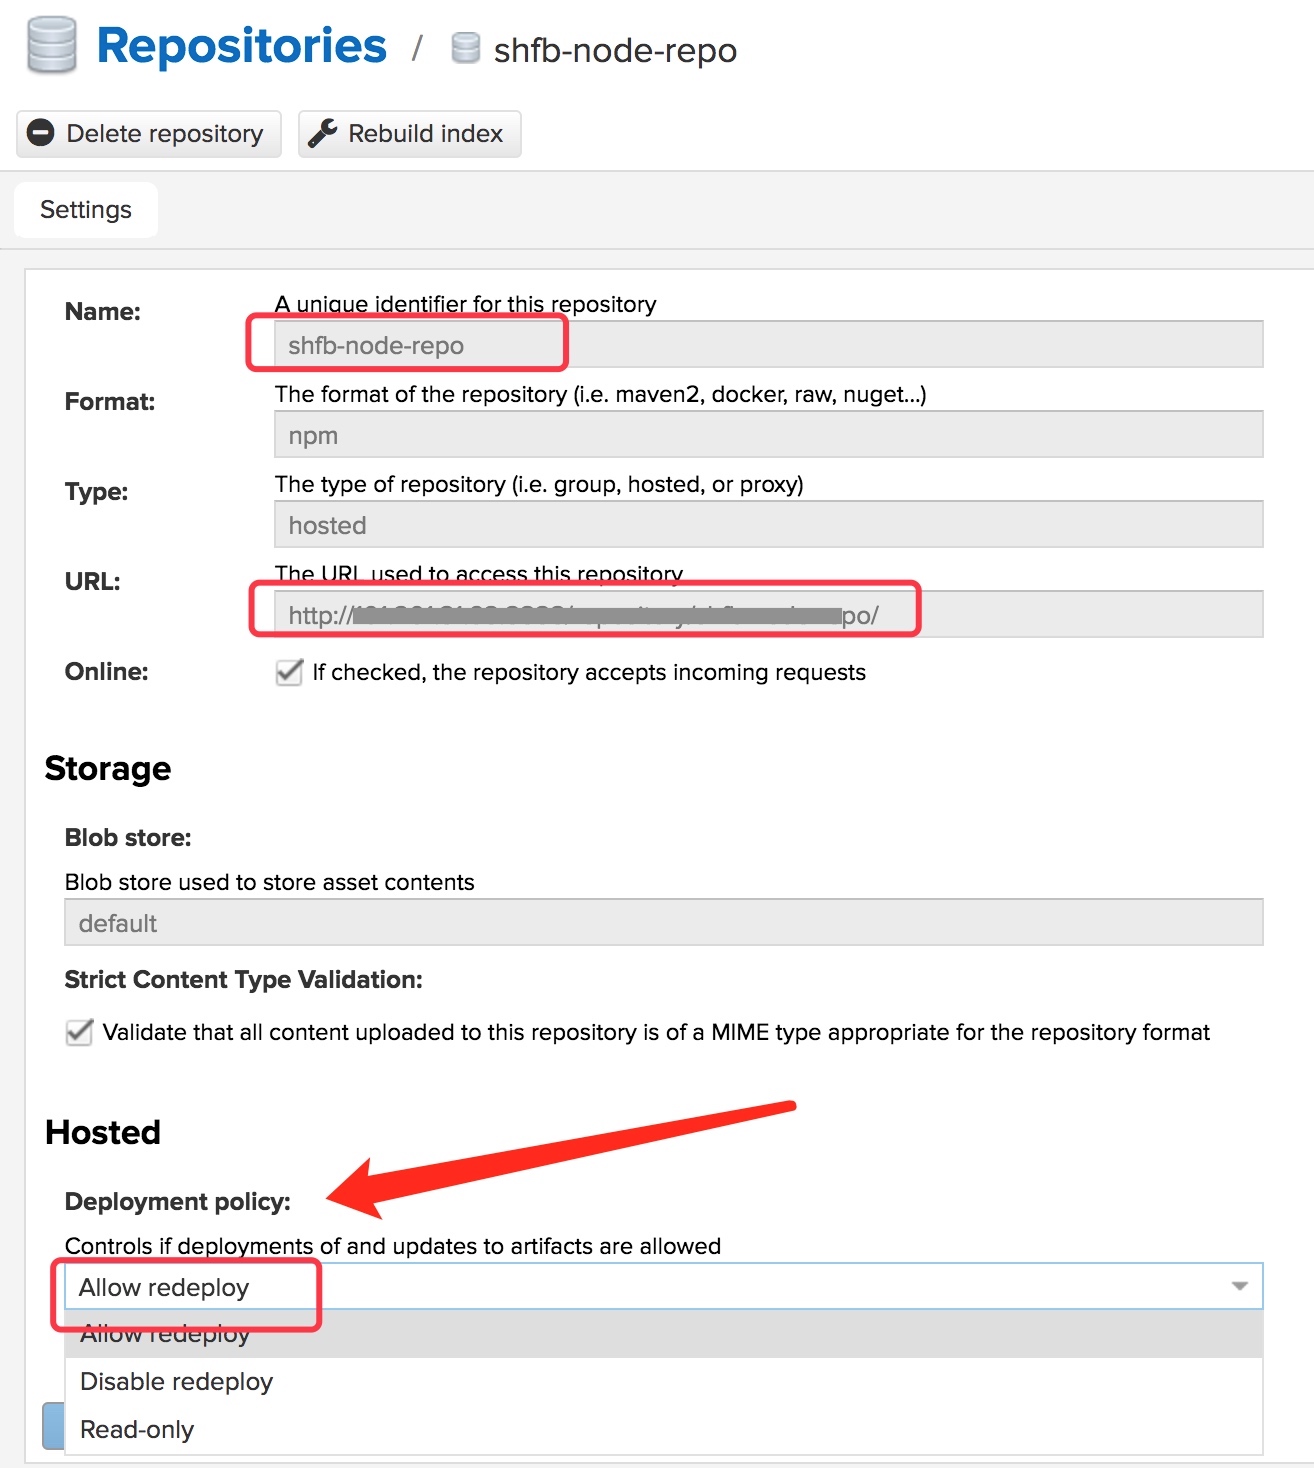 Repositories / shfb-node-repo
Delete repository Rebuild index
Settings
Name: A unique identifier for this repository
shfb-node-repo
Format: The format of the repository (i.e. maven2, docker, raw, nuget...)
npm
Type: The type of repository (i.e. group, hosted, or proxy)
hosted
URL: The URL used to access this repository
http:// po/
Online: If checked, the repository accepts incoming requests
Storage
Blob store:
Blob store used to store asset contents
default
Strict Content Type Validation:
Validate that all content uploaded to this repository is of a MIME type appropriate for the repository format
Hosted
Deployment policy:
Controls if deployments of and updates to artifacts are allowed
Allow redeploy
Allow redeploy
Disable redeploy
Read-only